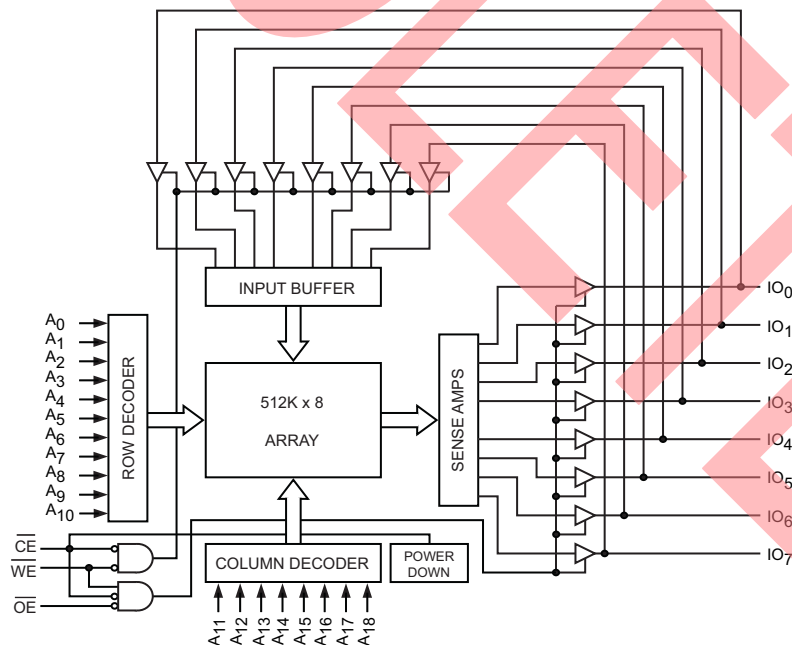 INPUT BUFFER
IO0
IO1
IO2
IO3
IO4
IO5
IO6
IO7
A0
A1
A2
A3
A4
A5
A6
A7
A8
A9
A10
ROW DECODER
512K x 8
ARRAY
SENSE AMPS
CE
WE
OE
COLUMN DECODER
POWER
DOWN
A11
A12
A13
A14
A15
A16
A17
A18